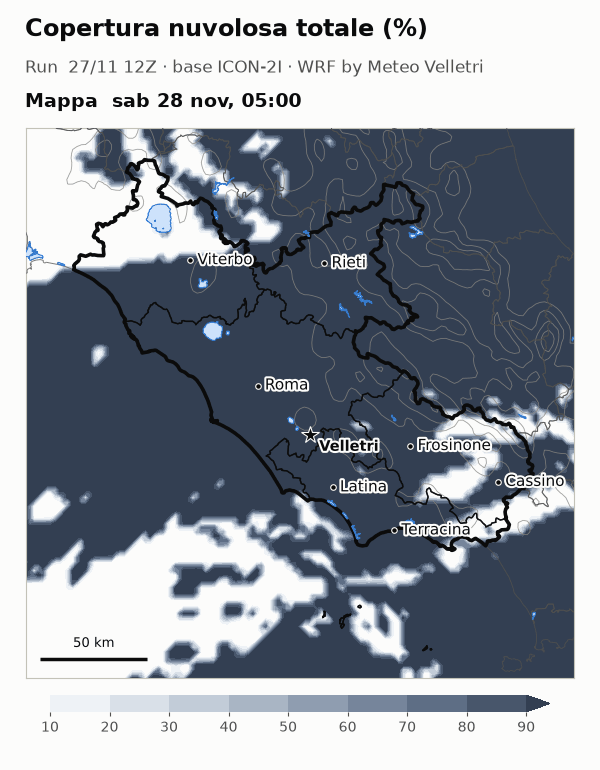 Copertura nuvolosa totale (%)
Run  27/11 12Z · base ICON-2I · WRF by Meteo Velletri
Mappa  sab 28 nov, 05:00
Viterbo
Rieti
Roma
Velletri
Frosinone
Latina
Cassino
Terracina
50 km
10 20 30 40 50 60 70 80 90